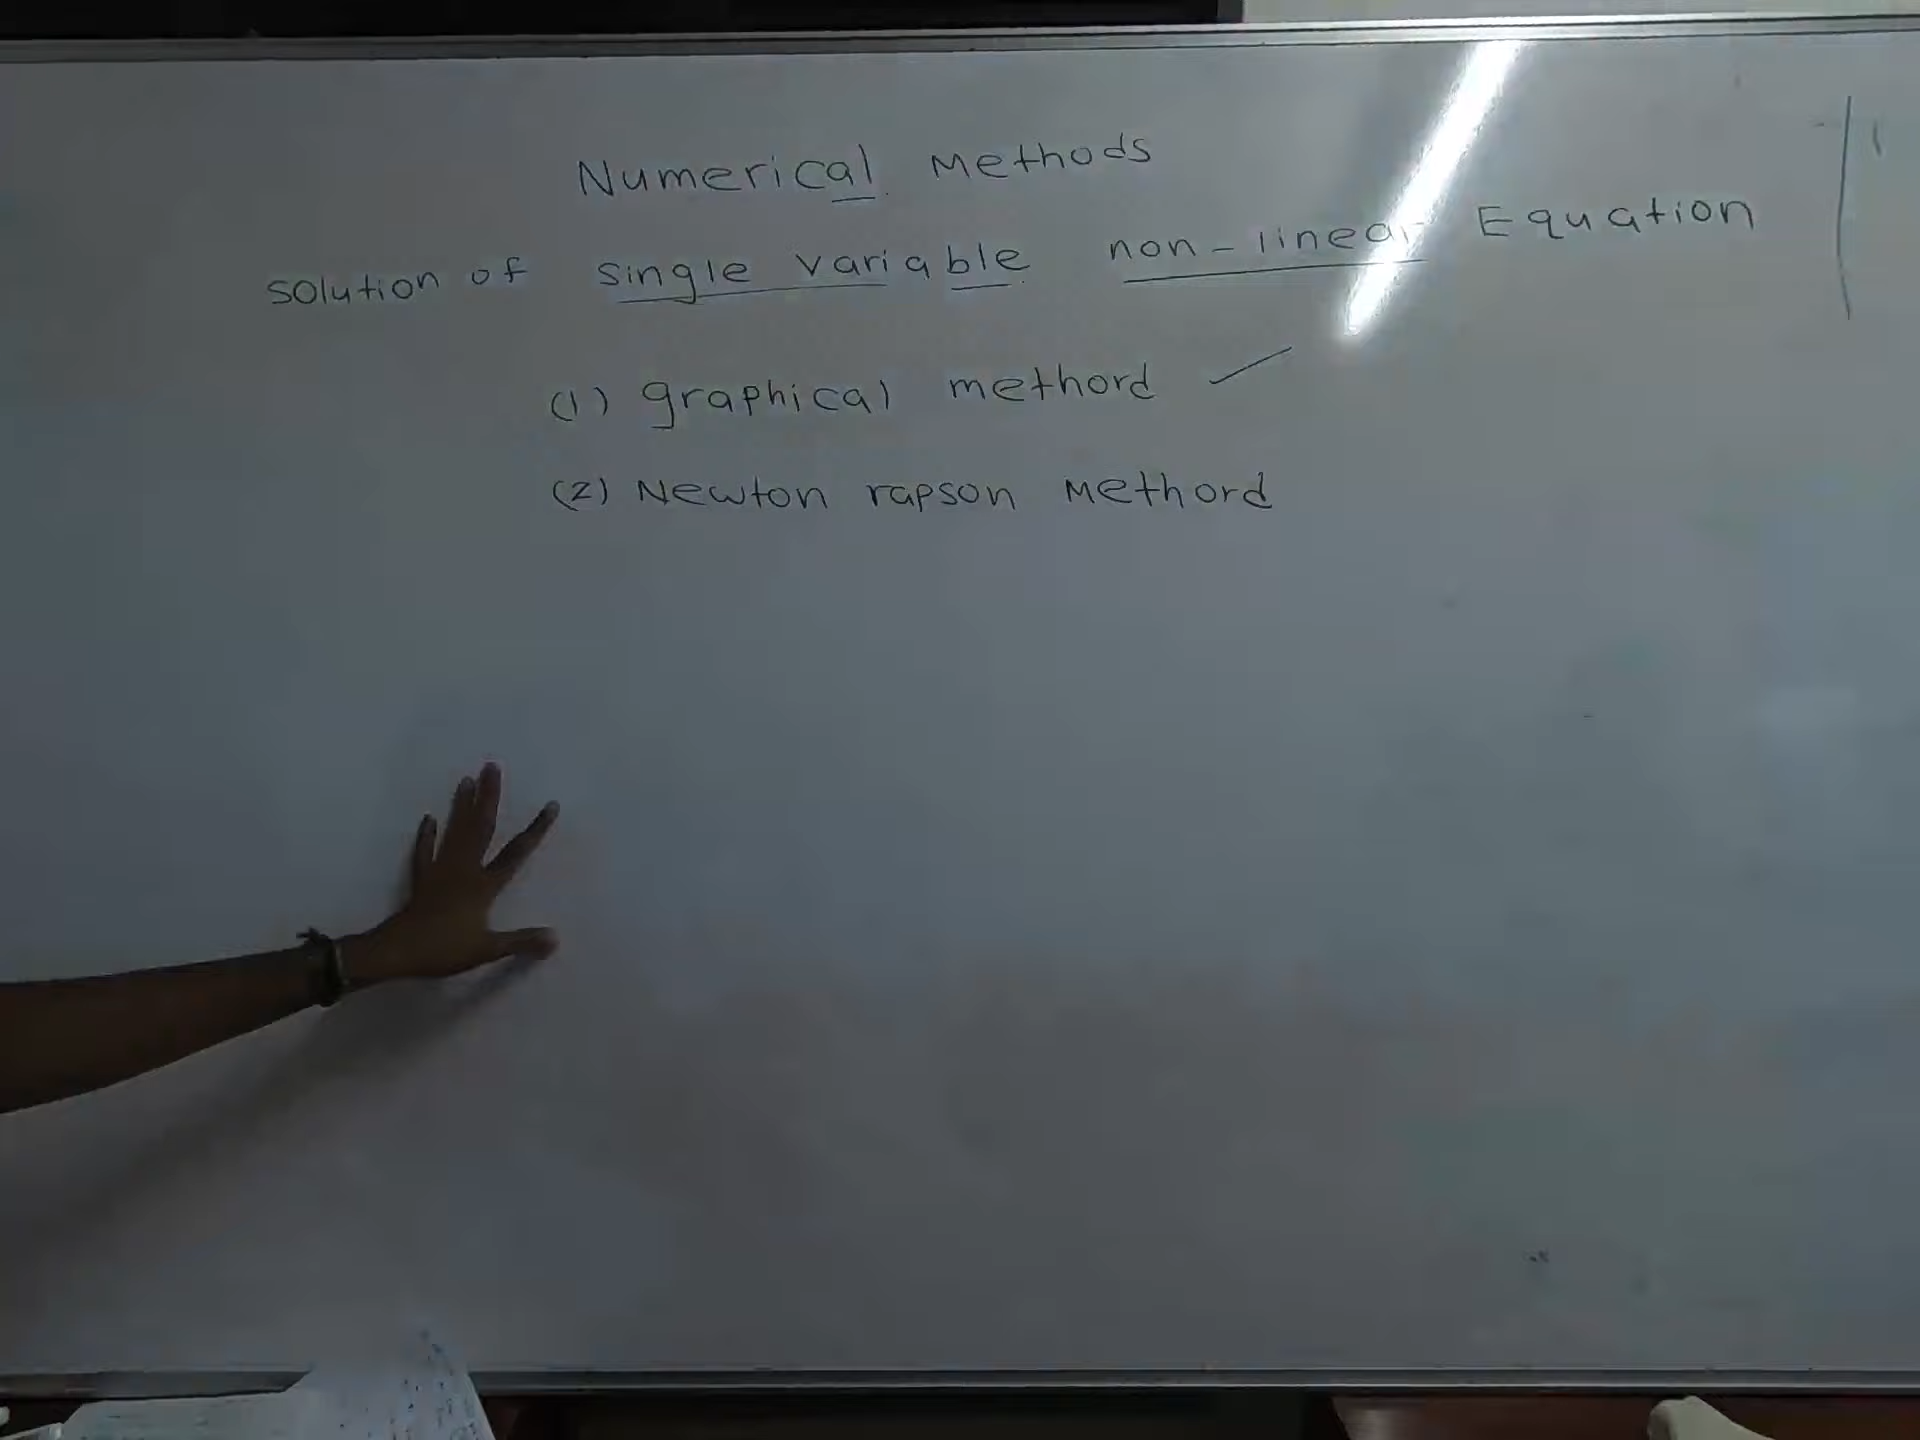 Numerical Methods
solution of single variable non-linear Equation
(1) graphical methord
(2) Newton rapson Methord